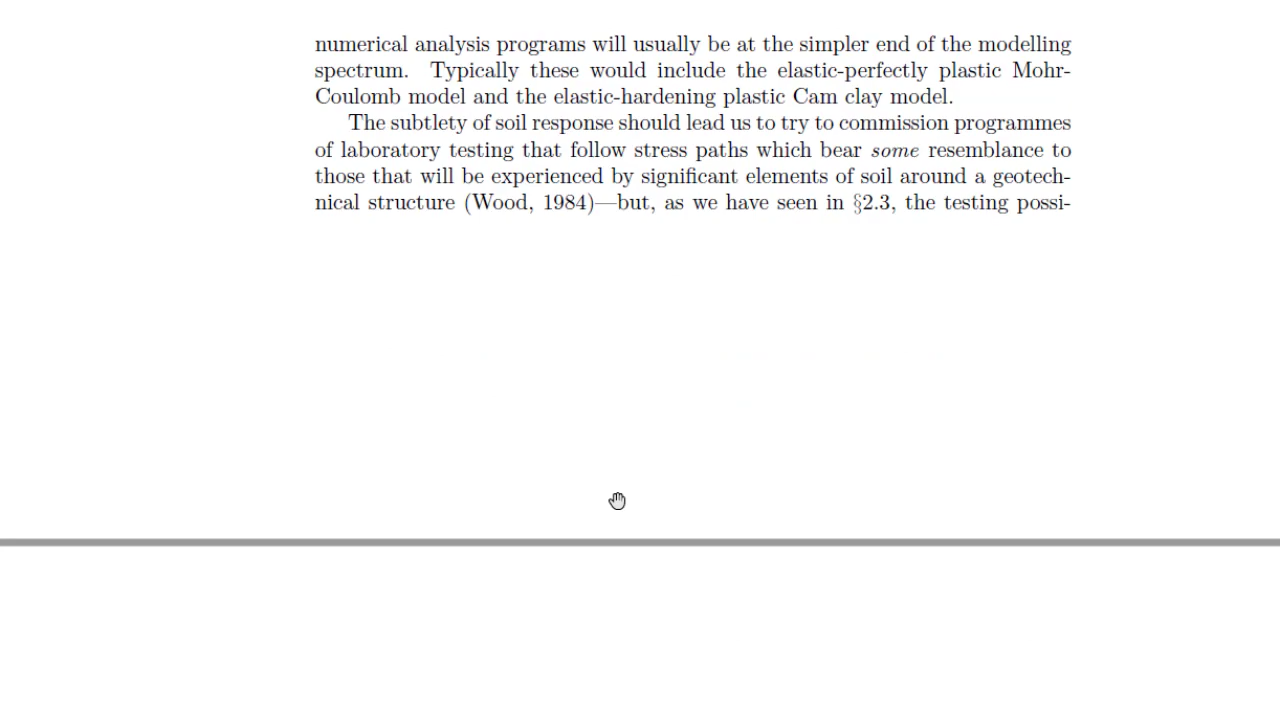 numerical analysis programs will usually be at the simpler end of the modelling
spectrum. Typically these would include the elastic-perfectly plastic Mohr-
Coulomb model and the elastic-hardening plastic Cam clay model.
The subtlety of soil response should lead us to try to commission programmes
of laboratory testing that follow stress paths which bear some resemblance to
those that will be experienced by significant elements of soil around a geotech-
nical structure (Wood, 1984)—but, as we have seen in §2.3, the testing possi-